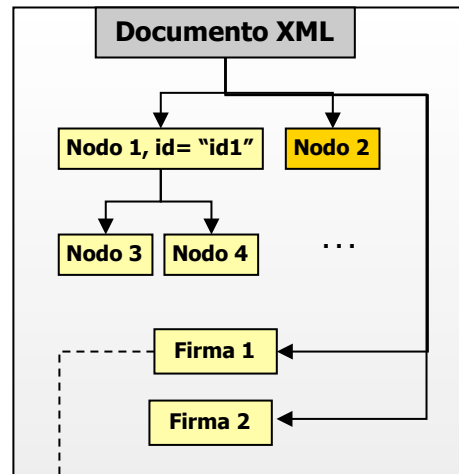 Documento XML
Nodo 1, id= “id1”
Nodo 2
Nodo 3
Nodo 4
...
Firma 1
Firma 2